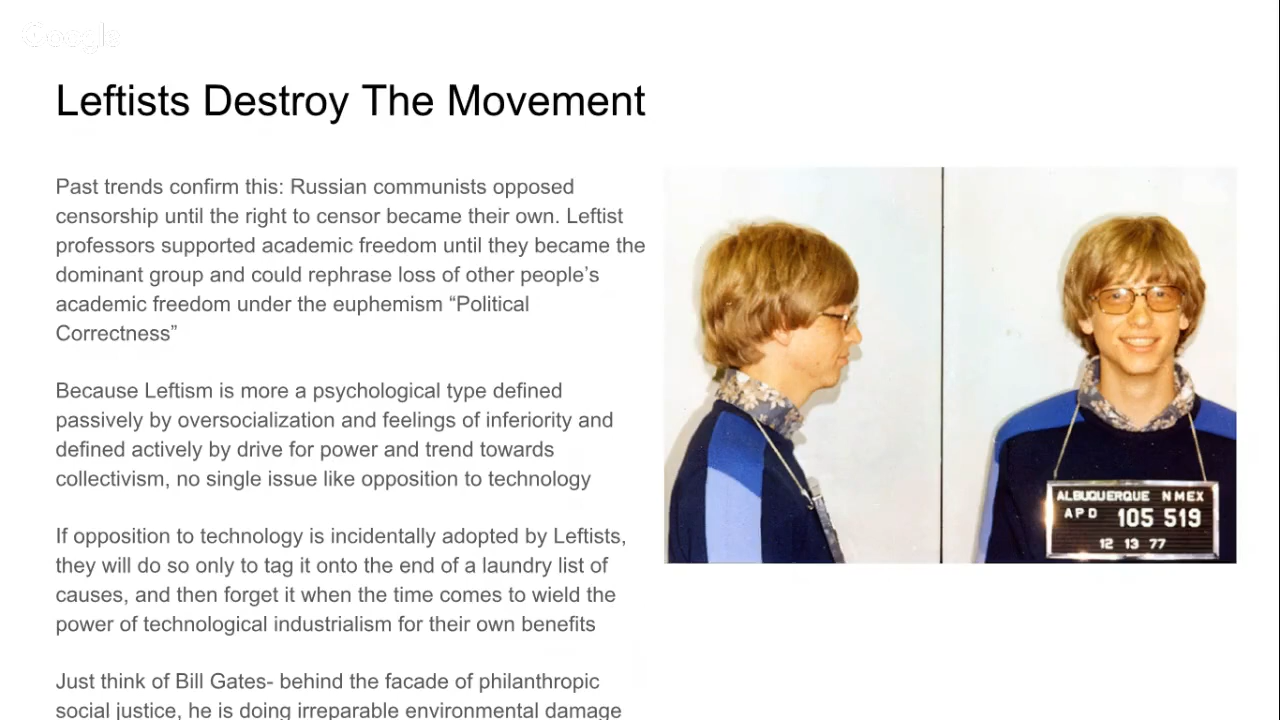 Google
Leftists Destroy The Movement
Past trends confirm this: Russian communists opposed
censorship until the right to censor became their own. Leftist
professors supported academic freedom until they became the
dominant group and could rephrase loss of other people’s
academic freedom under the euphemism “Political
Correctness”
Because Leftism is more a psychological type defined
passively by oversocialization and feelings of inferiority and
defined actively by drive for power and trend towards
collectivism, no single issue like opposition to technology
If opposition to technology is incidentally adopted by Leftists,
they will do so only to tag it onto the end of a laundry list of
causes, and then forget it when the time comes to wield the
power of technological industrialism for their own benefits
Just think of Bill Gates- behind the facade of philanthropic
social justice, he is doing irreparable environmental damage
ALBUQUERQUE N MEX
APD 105 519
12 13 77